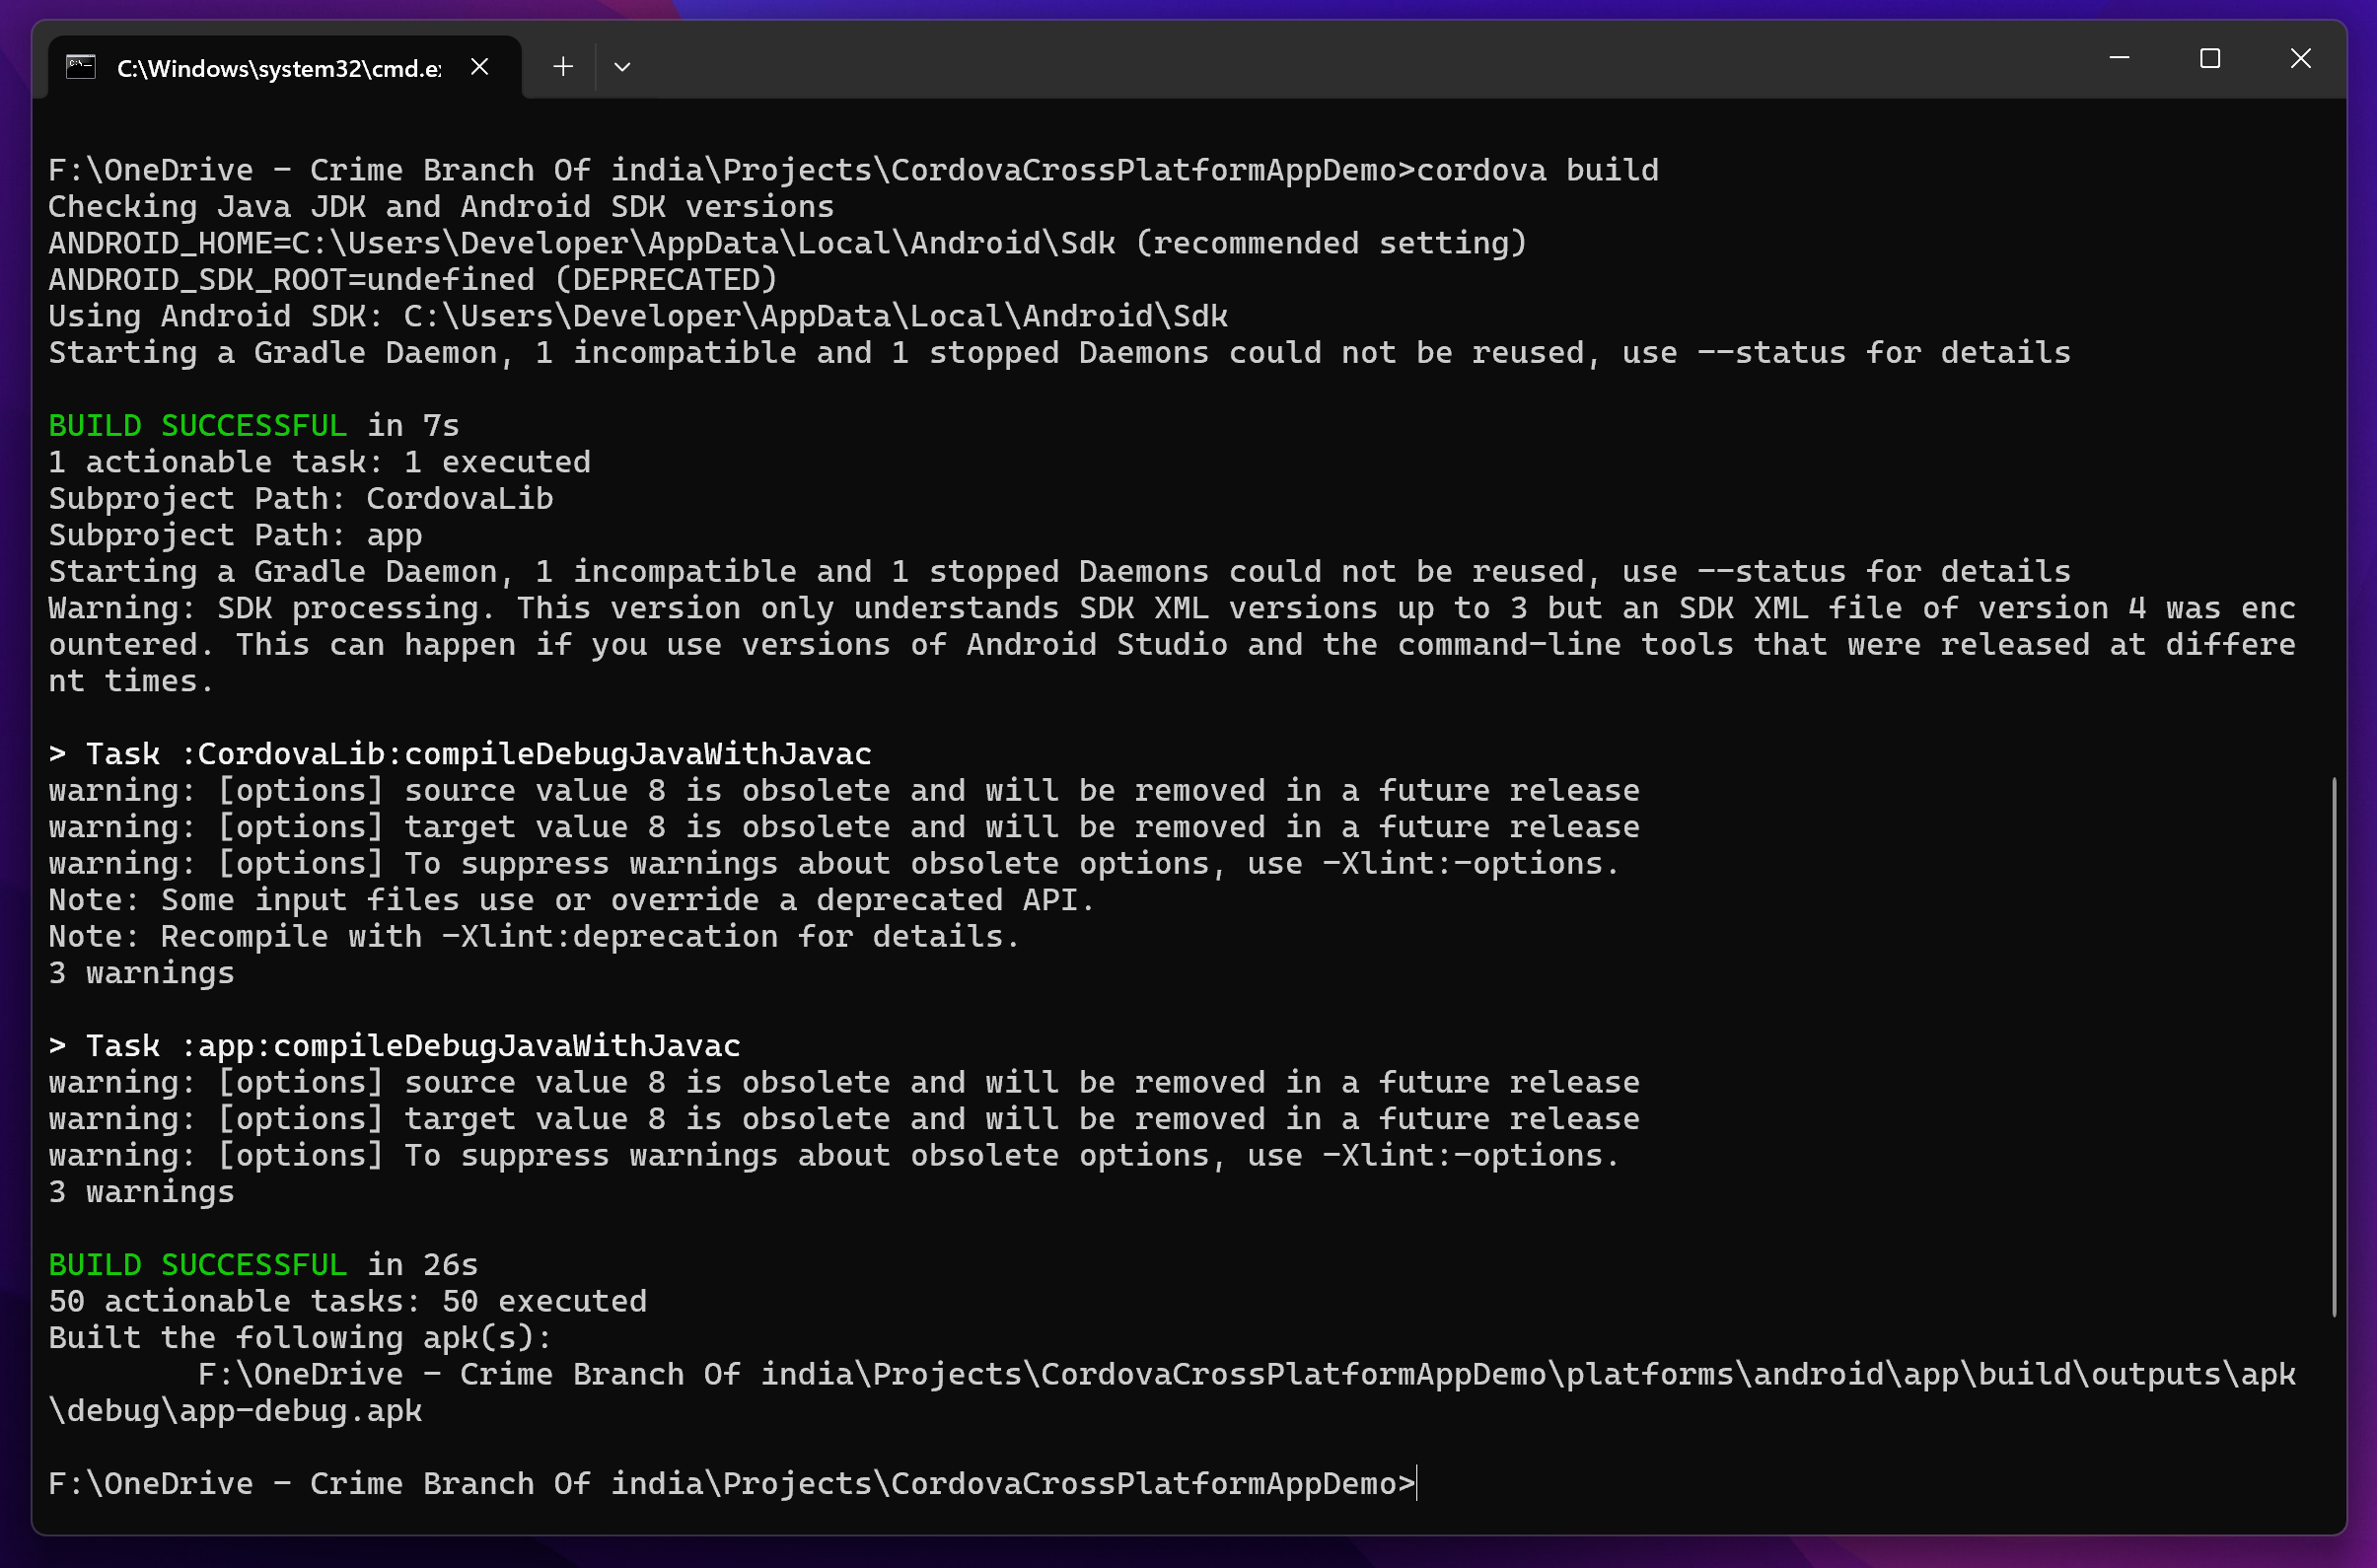 C:\Windows\system32\cmd.e
F:\OneDrive - Crime Branch Of india\Projects\CordovaCrossPlatformAppDemo>cordova build
Checking Java JDK and Android SDK versions
ANDROID_HOME=C:\Users\Developer\AppData\Local\Android\Sdk (recommended setting)
ANDROID_SDK_ROOT=undefined (DEPRECATED)
Using Android SDK: C:\Users\Developer\AppData\Local\Android\Sdk
Starting a Gradle Daemon, 1 incompatible and 1 stopped Daemons could not be reused, use --status for details
BUILD SUCCESSFUL in 7s
1 actionable task: 1 executed
Subproject Path: CordovaLib
Subproject Path: app
Starting a Gradle Daemon, 1 incompatible and 1 stopped Daemons could not be reused, use --status for details
Warning: SDK processing. This version only understands SDK XML versions up to 3 but an SDK XML file of version 4 was enc
ountered. This can happen if you use versions of Android Studio and the command-line tools that were released at differe
nt times.
> Task :CordovaLib:compileDebugJavaWithJavac
warning: [options] source value 8 is obsolete and will be removed in a future release
warning: [options] target value 8 is obsolete and will be removed in a future release
warning: [options] To suppress warnings about obsolete options, use -Xlint:-options.
Note: Some input files use or override a deprecated API.
Note: Recompile with -Xlint:deprecation for details.
3 warnings
> Task :app:compileDebugJavaWithJavac
warning: [options] source value 8 is obsolete and will be removed in a future release
warning: [options] target value 8 is obsolete and will be removed in a future release
warning: [options] To suppress warnings about obsolete options, use -Xlint:-options.
3 warnings
BUILD SUCCESSFUL in 26s
50 actionable tasks: 50 executed
Built the following apk(s):
F:\OneDrive - Crime Branch Of india\Projects\CordovaCrossPlatformAppDemo\platforms\android\app\build\outputs\apk
\debug\app-debug.apk
F:\OneDrive - Crime Branch Of india\Projects\CordovaCrossPlatformAppDemo>